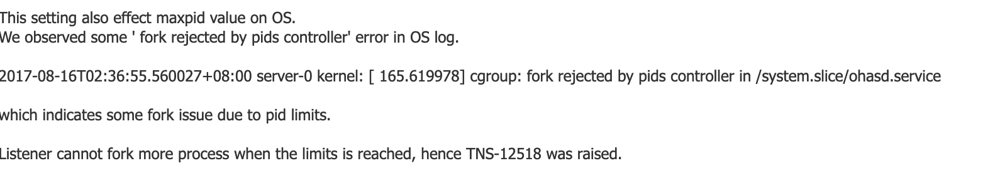 This setting also effect maxpid value on OS.
We observed some ' fork rejected by pids controller' error in OS log.
2017-08-16T02:36:55.560027+08:00 server-0 kernel: [ 165.619978] cgroup: fork rejected by pids controller in /system.slice/ohasd.service
which indicates some fork issue due to pid limits.
Listener cannot fork more process when the limits is reached, hence TNS-12518 was raised.